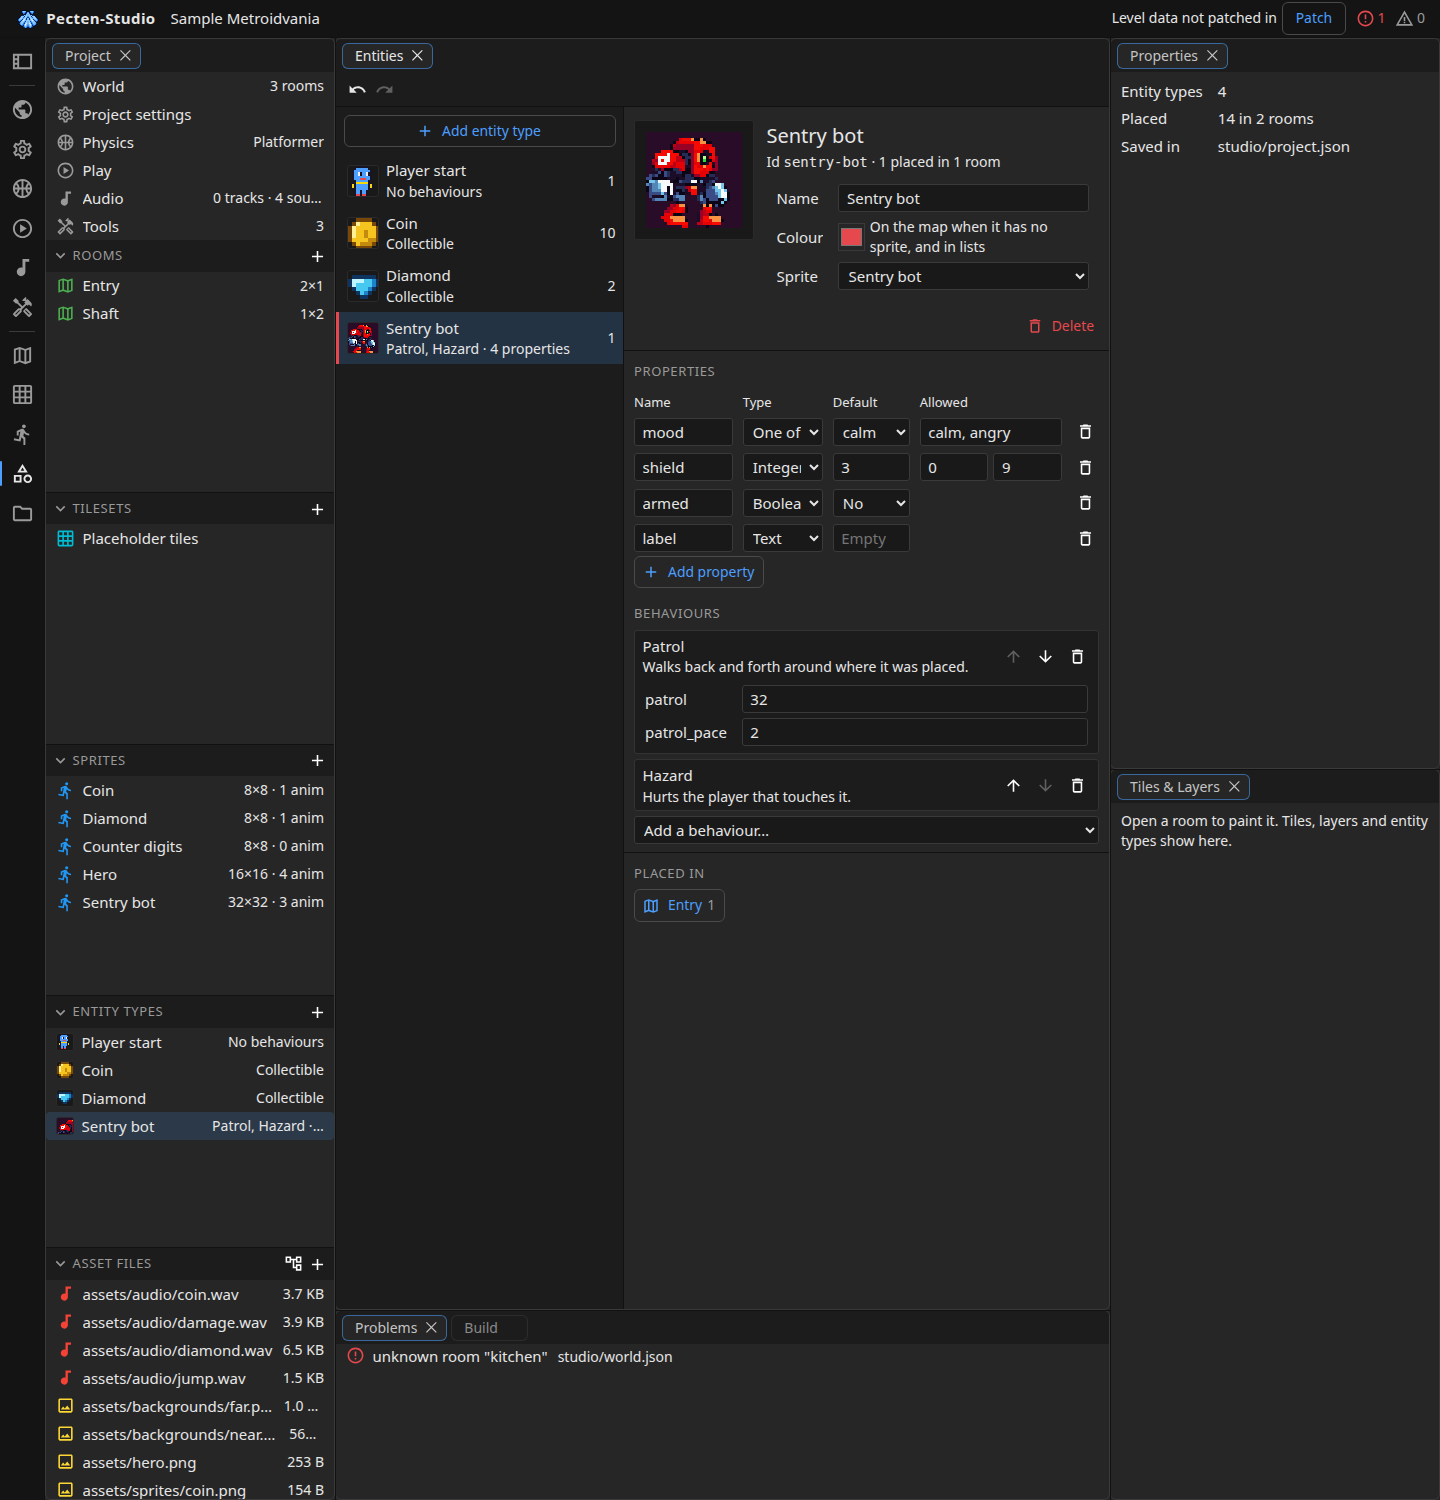 Pecten-Studio Sample Metroidvania
Level data not patched in Patch 1 0
Project
World 3 rooms
Project settings
Physics Platformer
Play
Audio 0 tracks · 4 sou...
Tools 3
ROOMS
Entry 2×1
Shaft 1×2
TILESETS
Placeholder tiles
SPRITES
Coin 8×8 · 1 anim
Diamond 8×8 · 1 anim
Counter digits 8×8 · 0 anim
Hero 16×16 · 4 anim
Sentry bot 32×32 · 3 anim
ENTITY TYPES
Player start No behaviours
Coin Collectible
Diamond Collectible
Sentry bot Patrol, Hazard ·...
ASSET FILES
assets/audio/coin.wav 3.7 KB
assets/audio/damage.wav 3.9 KB
assets/audio/diamond.wav 6.5 KB
assets/audio/jump.wav 1.5 KB
assets/backgrounds/far.p... 1.0 ...
assets/backgrounds/near.... 56...
assets/hero.png 253 B
assets/sprites/coin.png 154 B
Entities
Add entity type
Player start
No behaviours
1
Coin
Collectible
10
Diamond
Collectible
2
Sentry bot
Patrol, Hazard · 4 properties
1
Sentry bot
Id sentry-bot · 1 placed in 1 room
Name Sentry bot
Colour On the map when it has no
sprite, and in lists
Sprite Sentry bot
Delete
PROPERTIES
Name Type Default Allowed
mood One of calm calm, angry
shield Integer 3 0 9
armed Boolea No
label Text Empty
Add property
BEHAVIOURS
Patrol
Walks back and forth around where it was placed.
patrol 32
patrol_pace 2
Hazard
Hurts the player that touches it.
Add a behaviour...
PLACED IN
Entry 1
Problems Build
unknown room "kitchen" studio/world.json
Properties
Entity types 4
Placed 14 in 2 rooms
Saved in studio/project.json
Tiles & Layers
Open a room to paint it. Tiles, layers and entity
types show here.